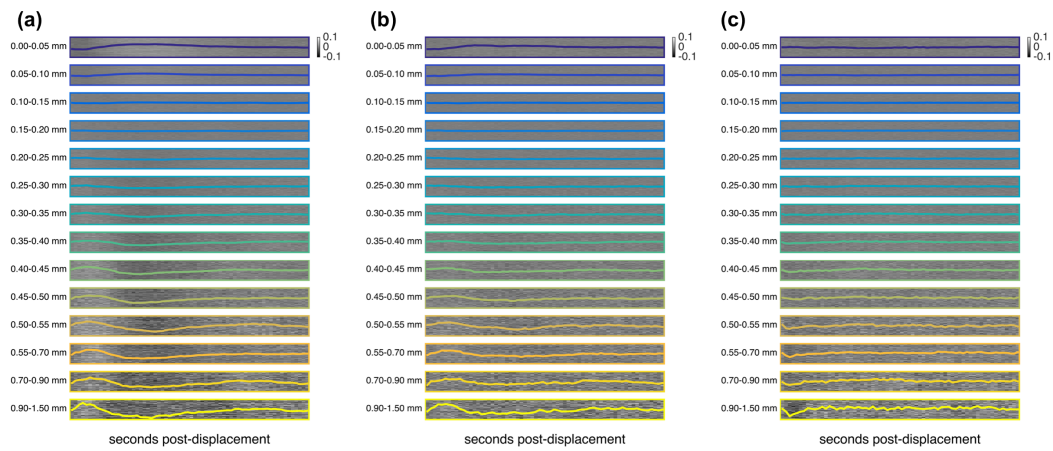 (a)
0.00-0.05 mm
0.1
0
-0.1
0.05-0.10 mm
0.10-0.15 mm
0.15-0.20 mm
0.20-0.25 mm
0.25-0.30 mm
0.30-0.35 mm
0.35-0.40 mm
0.40-0.45 mm
0.45-0.50 mm
0.50-0.55 mm
0.55-0.70 mm
0.70-0.90 mm
0.90-1.50 mm
seconds post-displacement
(b)
0.00-0.05 mm
0.1
0
-0.1
0.05-0.10 mm
0.10-0.15 mm
0.15-0.20 mm
0.20-0.25 mm
0.25-0.30 mm
0.30-0.35 mm
0.35-0.40 mm
0.40-0.45 mm
0.45-0.50 mm
0.50-0.55 mm
0.55-0.70 mm
0.70-0.90 mm
0.90-1.50 mm
seconds post-displacement
(c)
0.00-0.05 mm
0.1
0
-0.1
0.05-0.10 mm
0.10-0.15 mm
0.15-0.20 mm
0.20-0.25 mm
0.25-0.30 mm
0.30-0.35 mm
0.35-0.40 mm
0.40-0.45 mm
0.45-0.50 mm
0.50-0.55 mm
0.55-0.70 mm
0.70-0.90 mm
0.90-1.50 mm
seconds post-displacement